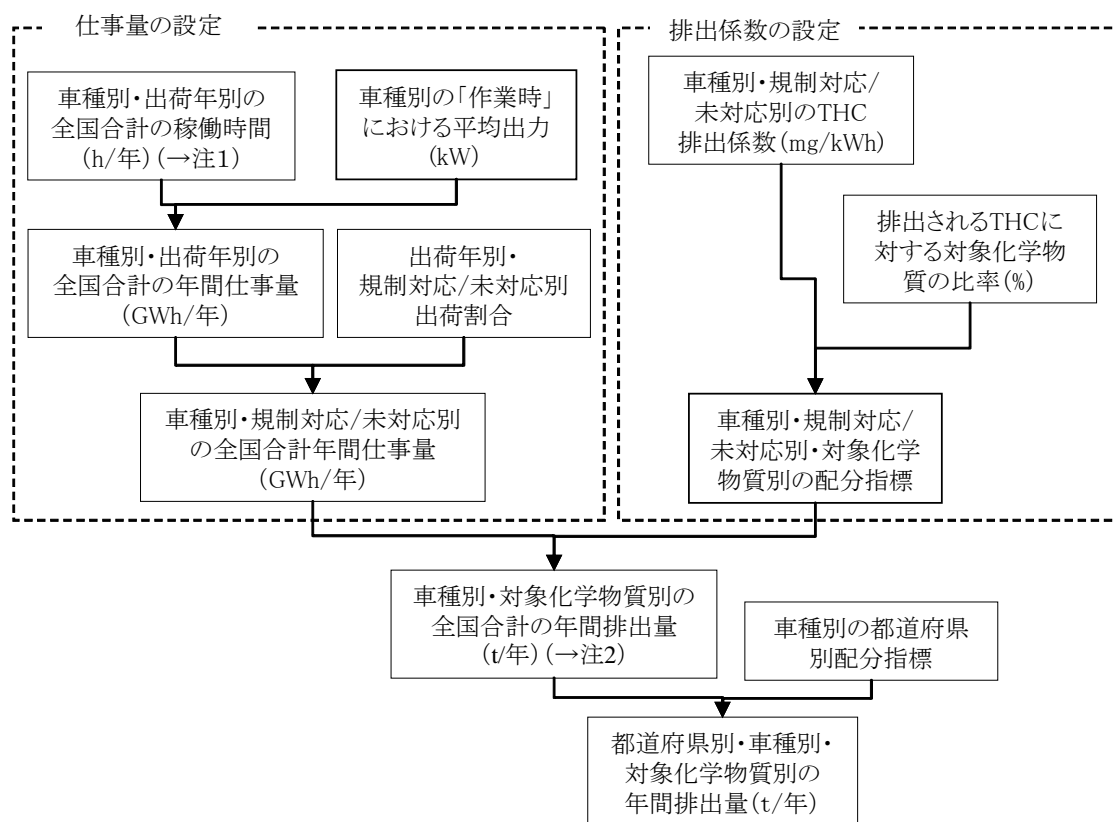 仕事量の設定
車種別・出荷年別の
全国合計の稼働時間
(h/年)(→注1)
車種別の「作業時」
における平均出力
(kW)
車種別・出荷年別の
全国合計の年間仕事量
(GWh/年)
出荷年別・
規制対応/未対応別
出荷割合
車種別・規制対応/未対応別
の全国合計年間仕事量
(GWh/年)
排出係数の設定
車種別・規制対応/
未対応別のTHC
排出係数(mg/kWh)
排出されるTHCに
対する対象化学物
質の比率(%)
車種別・規制対応/
未対応別・対象化学
物質別の配分指標
車種別・対象化学物質別の
全国合計の年間排出量
(t/年)(→注2)
車種別の都道府県
別配分指標
都道府県別・車種別・
対象化学物質別の
年間排出量(t/年)